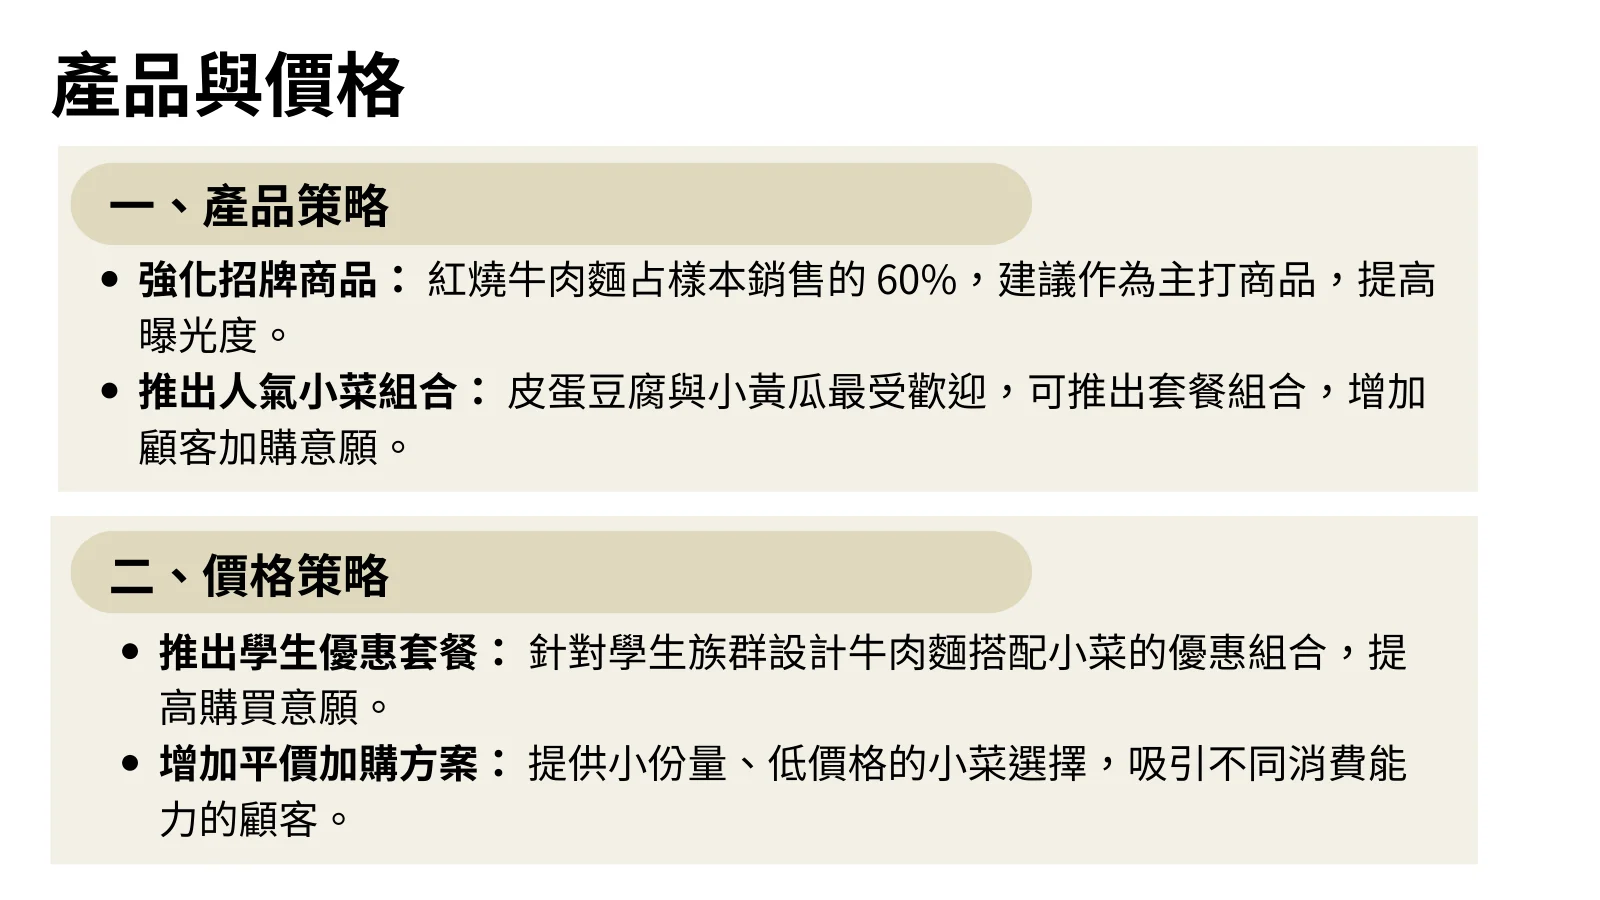 產品與價格
一、產品策略
• 強化招牌商品： 紅燒牛肉麵占樣本銷售的 60%，建議作為主打商品，提高
曝光度。
• 推出人氣小菜組合： 皮蛋豆腐與小黃瓜最受歡迎，可推出套餐組合，增加
顧客加購意願。
二、價格策略
• 推出學生優惠套餐： 針對學生族群設計牛肉麵搭配小菜的優惠組合，提
高購買意願。
• 增加平價加購方案： 提供小份量、低價格的小菜選擇，吸引不同消費能
力的顧客。